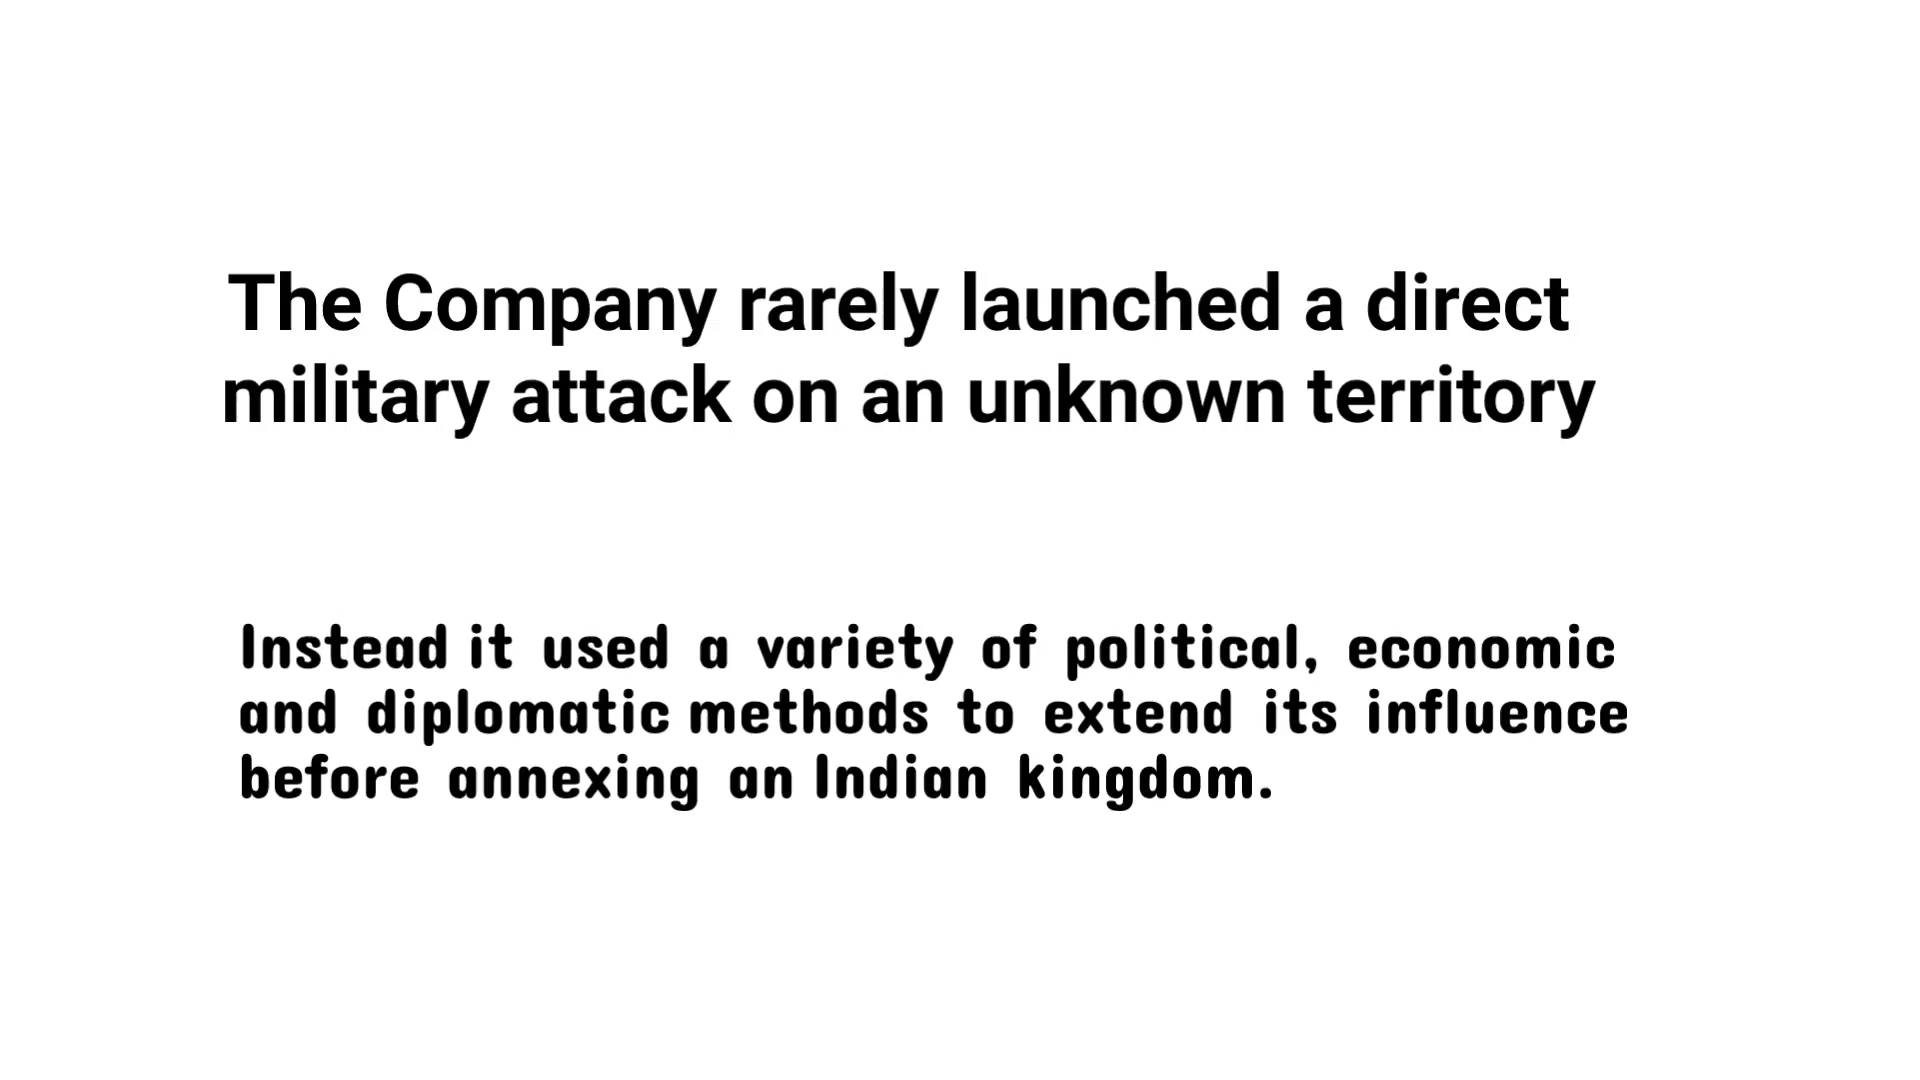 The Company rarely launched a direct
military attack on an unknown territory
Instead it used a variety of political, economic
and diplomatic methods to extend its influence
before annexing an Indian kingdom.